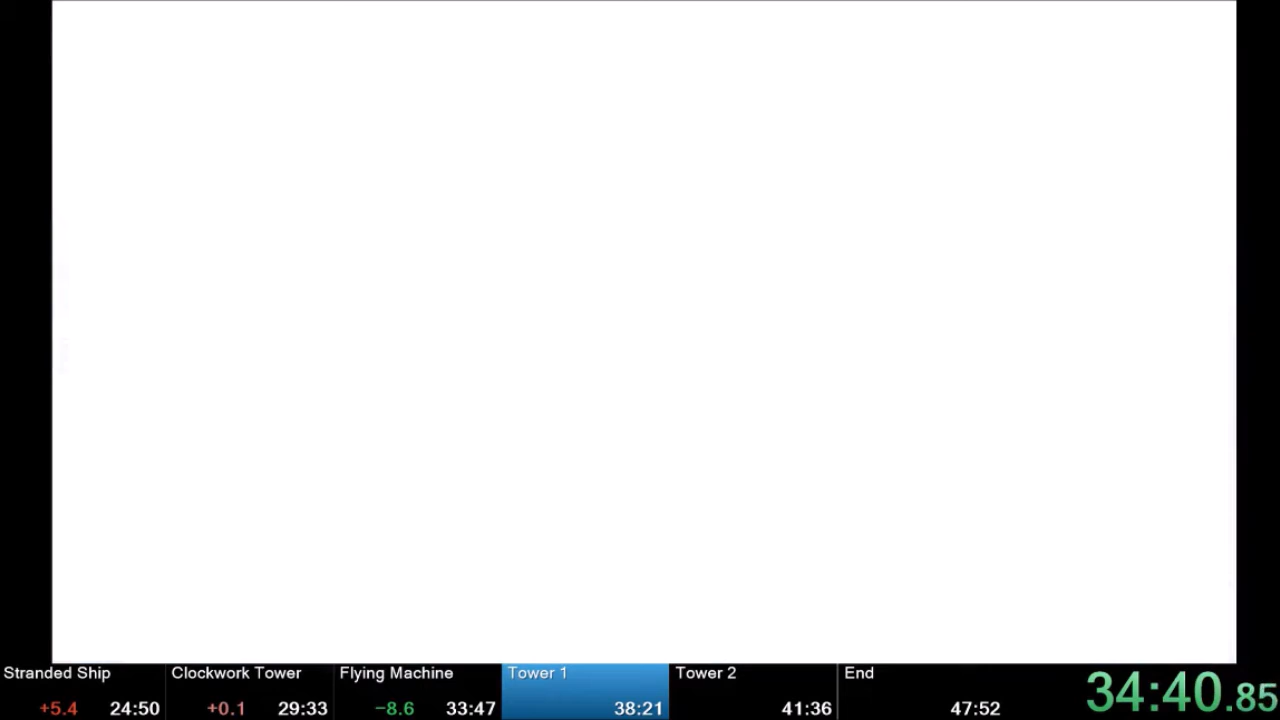 Stranded Ship Clockwork Tower Flying Machine Tower 1 Tower 2 End
+5.4 24:50 +0.1 29:33 −8.6 33:47 38:21 41:36 47:52 34:40.85